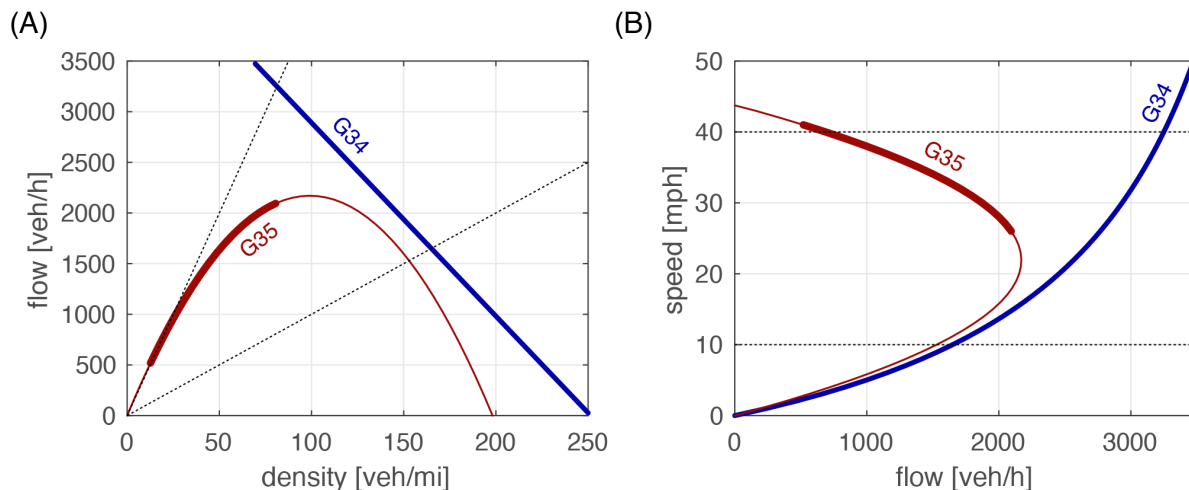 (A)
3500
3000
2500
2000
1500
1000
500
0
flow [veh/h]
G34
G35
0 50 100 150 200 250
density [veh/mi]
(B)
50
40
30
20
10
0
speed [mph]
G34
G35
0 1000 2000 3000
flow [veh/h]